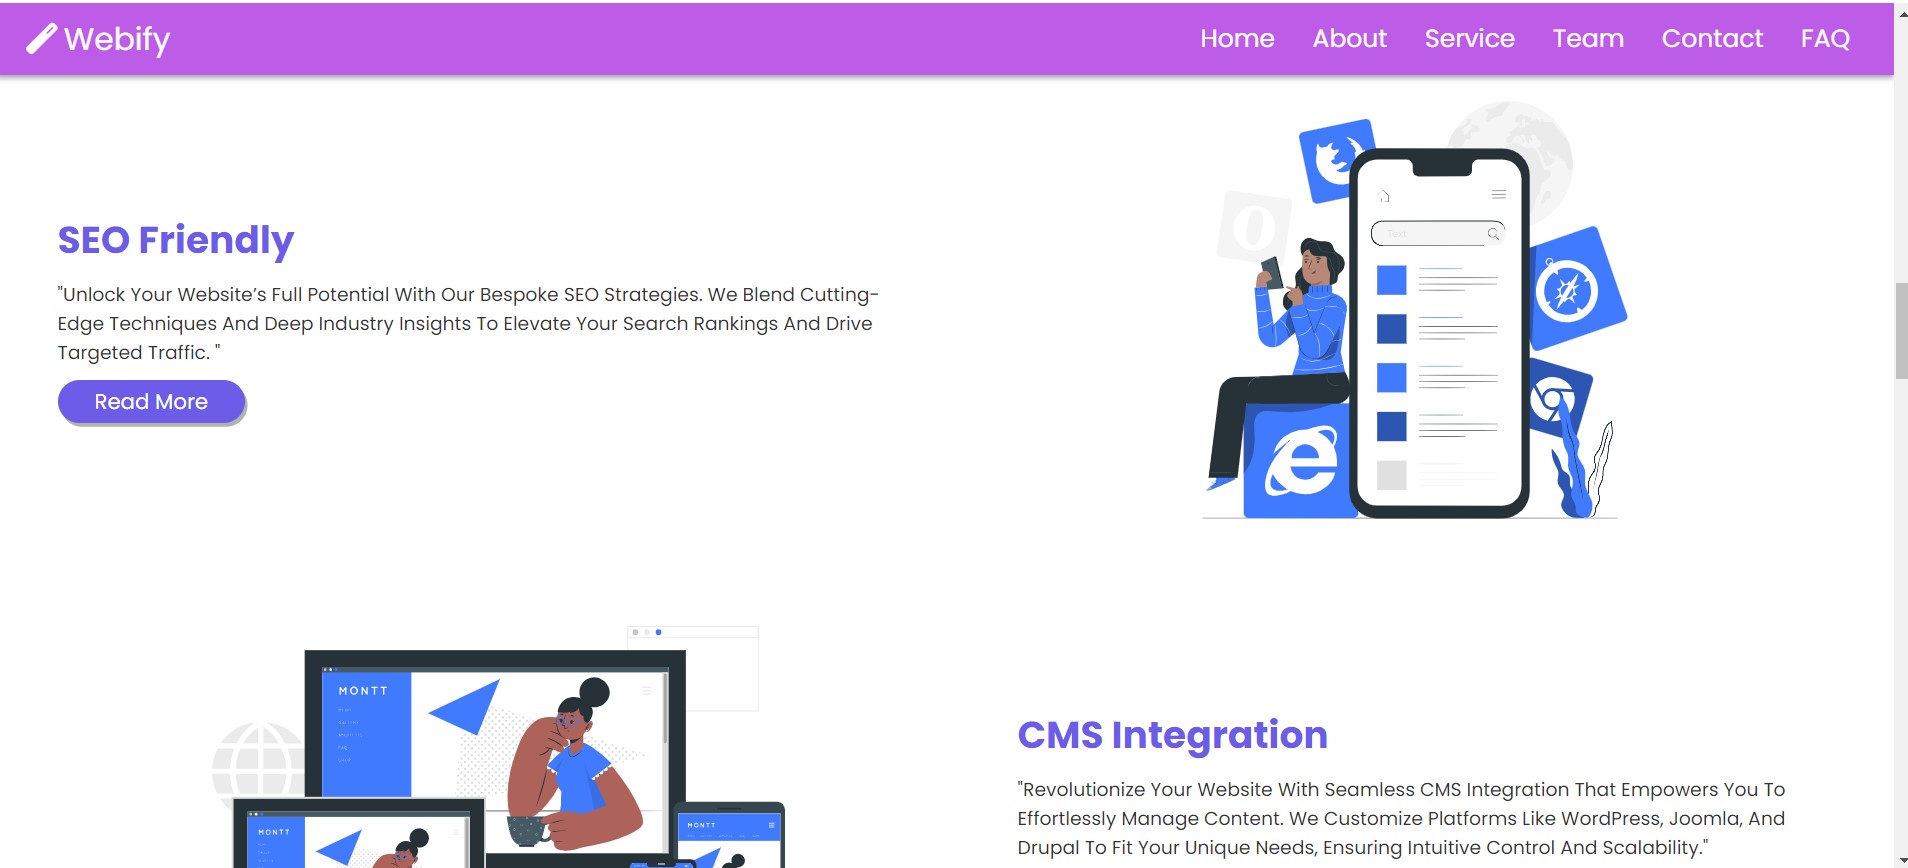 Webify
Home About Service Team Contact FAQ
SEO Friendly
"Unlock Your Website’s Full Potential With Our Bespoke SEO Strategies. We Blend Cutting-
Edge Techniques And Deep Industry Insights To Elevate Your Search Rankings And Drive
Targeted Traffic. "
Read More
Text
MONTT
MONTT
MONTT
CMS Integration
"Revolutionize Your Website With Seamless CMS Integration That Empowers You To
Effortlessly Manage Content. We Customize Platforms Like WordPress, Joomla, And
Drupal To Fit Your Unique Needs, Ensuring Intuitive Control And Scalability."